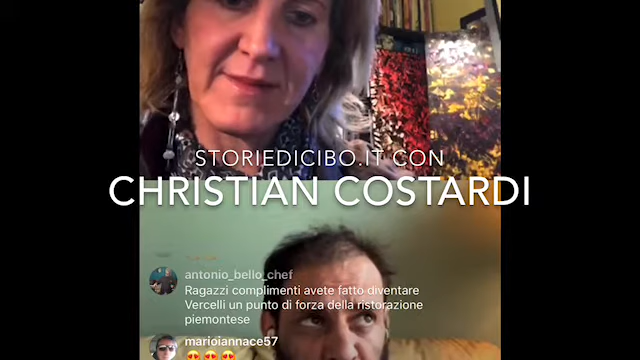 STORIEDICIBO.IT CON
CHRISTIAN COSTARDI
antonio_bello_chef
Ragazzi complimenti avete fatto diventare
Vercelli un punto di forza della ristorazione
piemontese
marioiannace57
😍😍😍